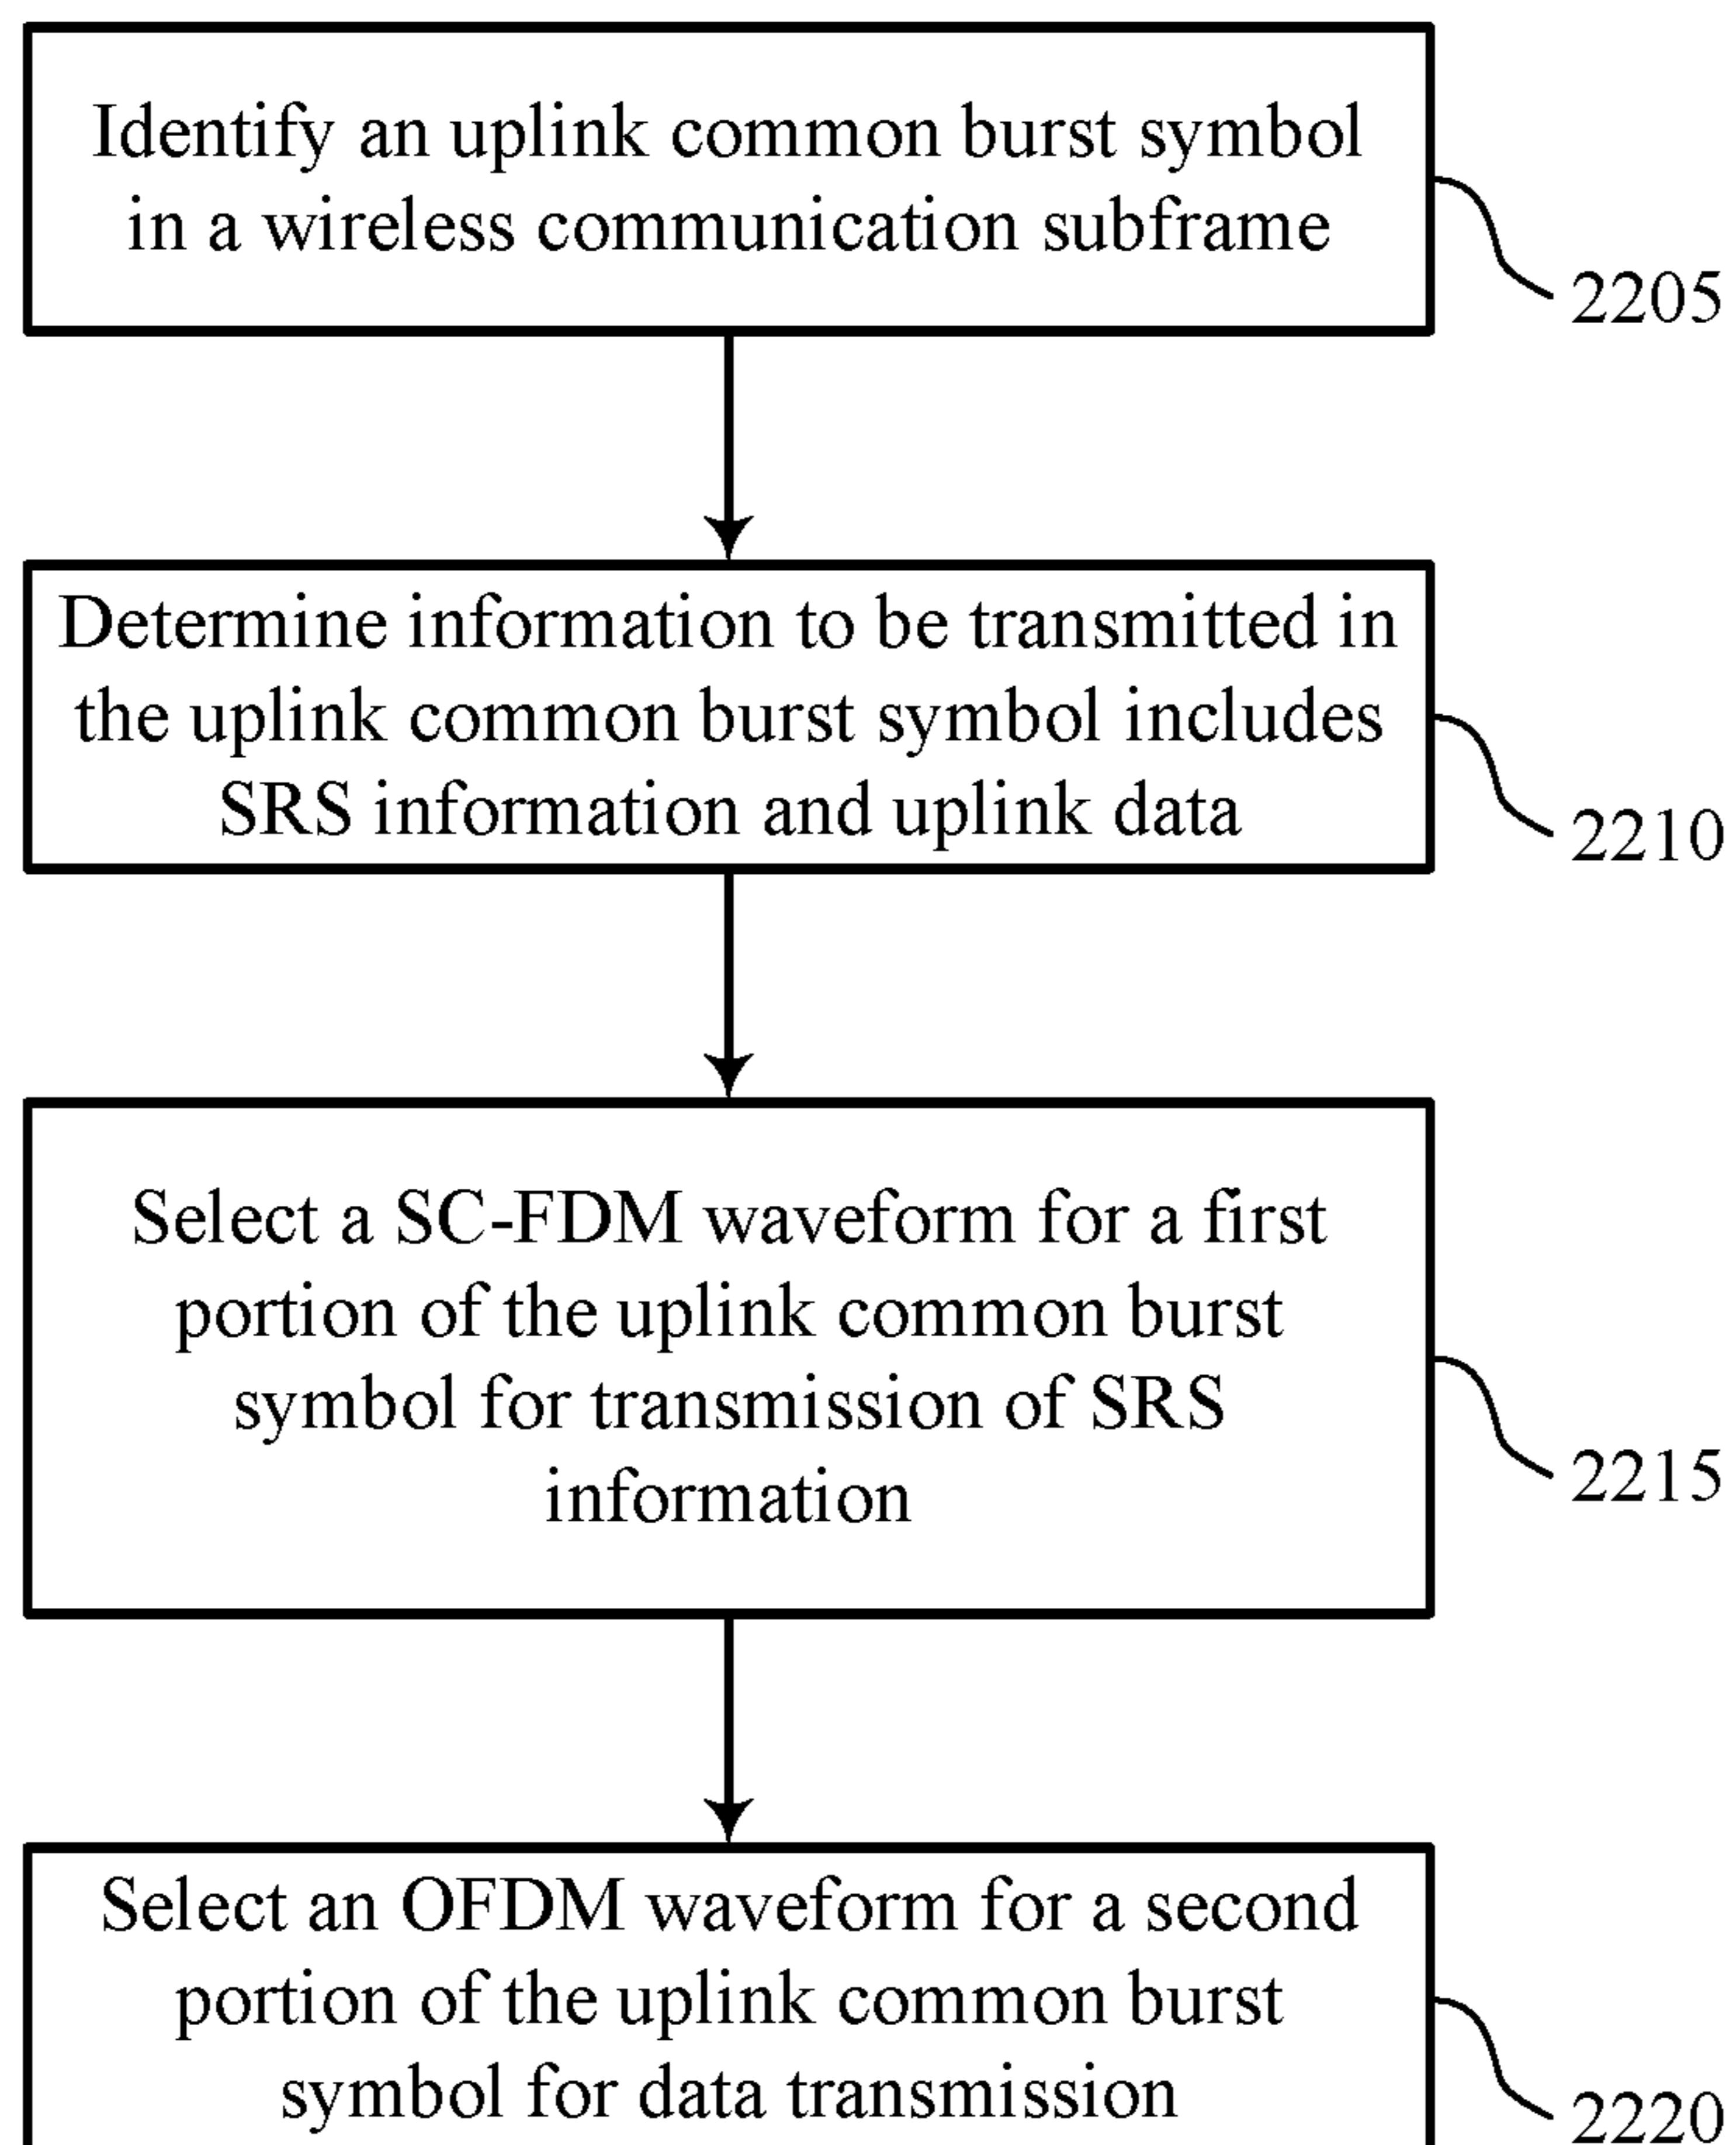 Identify an uplink common burst symbol
in a wireless communication subframe
2205
Determine information to be transmitted in
the uplink common burst symbol includes
SRS information and uplink data
2210
Select a SC-FDM waveform for a first
portion of the uplink common burst
symbol for transmission of SRS
information
2215
Select an OFDM waveform for a second
portion of the uplink common burst
symbol for data transmission
2220